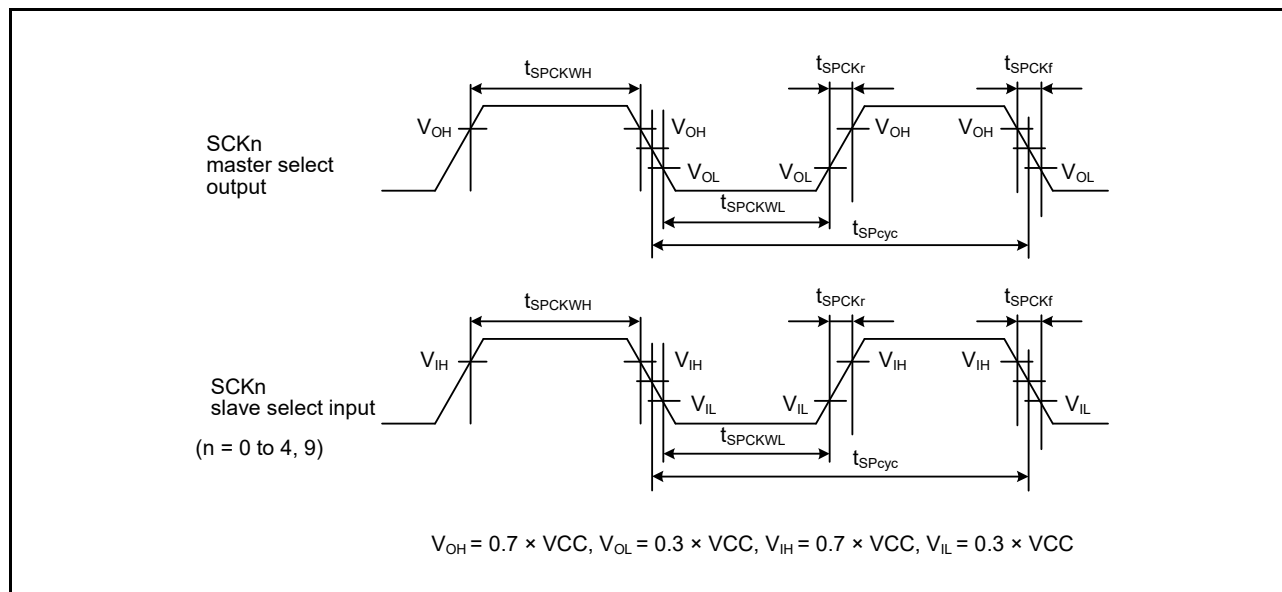 tSPCKWH
tSPCKr
tSPCKf
VOH
VOH
VOH
VOH
SCKn
master select
output
VOL
VOL
VOL
tSPCKWL
tSPcyc
tSPCKWH
tSPCKr
tSPCKf
VIH
VIH
VIH
VIH
SCKn
slave select input
VIL
VIL
VIL
tSPCKWL
(n = 0 to 4, 9)
tSPcyc
VOH = 0.7 × VCC, VOL = 0.3 × VCC, VIH = 0.7 × VCC, VIL = 0.3 × VCC